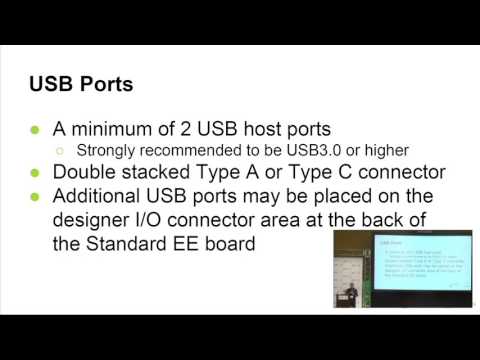 USB Ports
A minimum of 2 USB host ports
Strongly recommended to be USB3.0 or higher
Double stacked Type A or Type C connector
Additional USB ports may be placed on the
designer I/O connector area at the back of
the Standard EE board
USB Ports